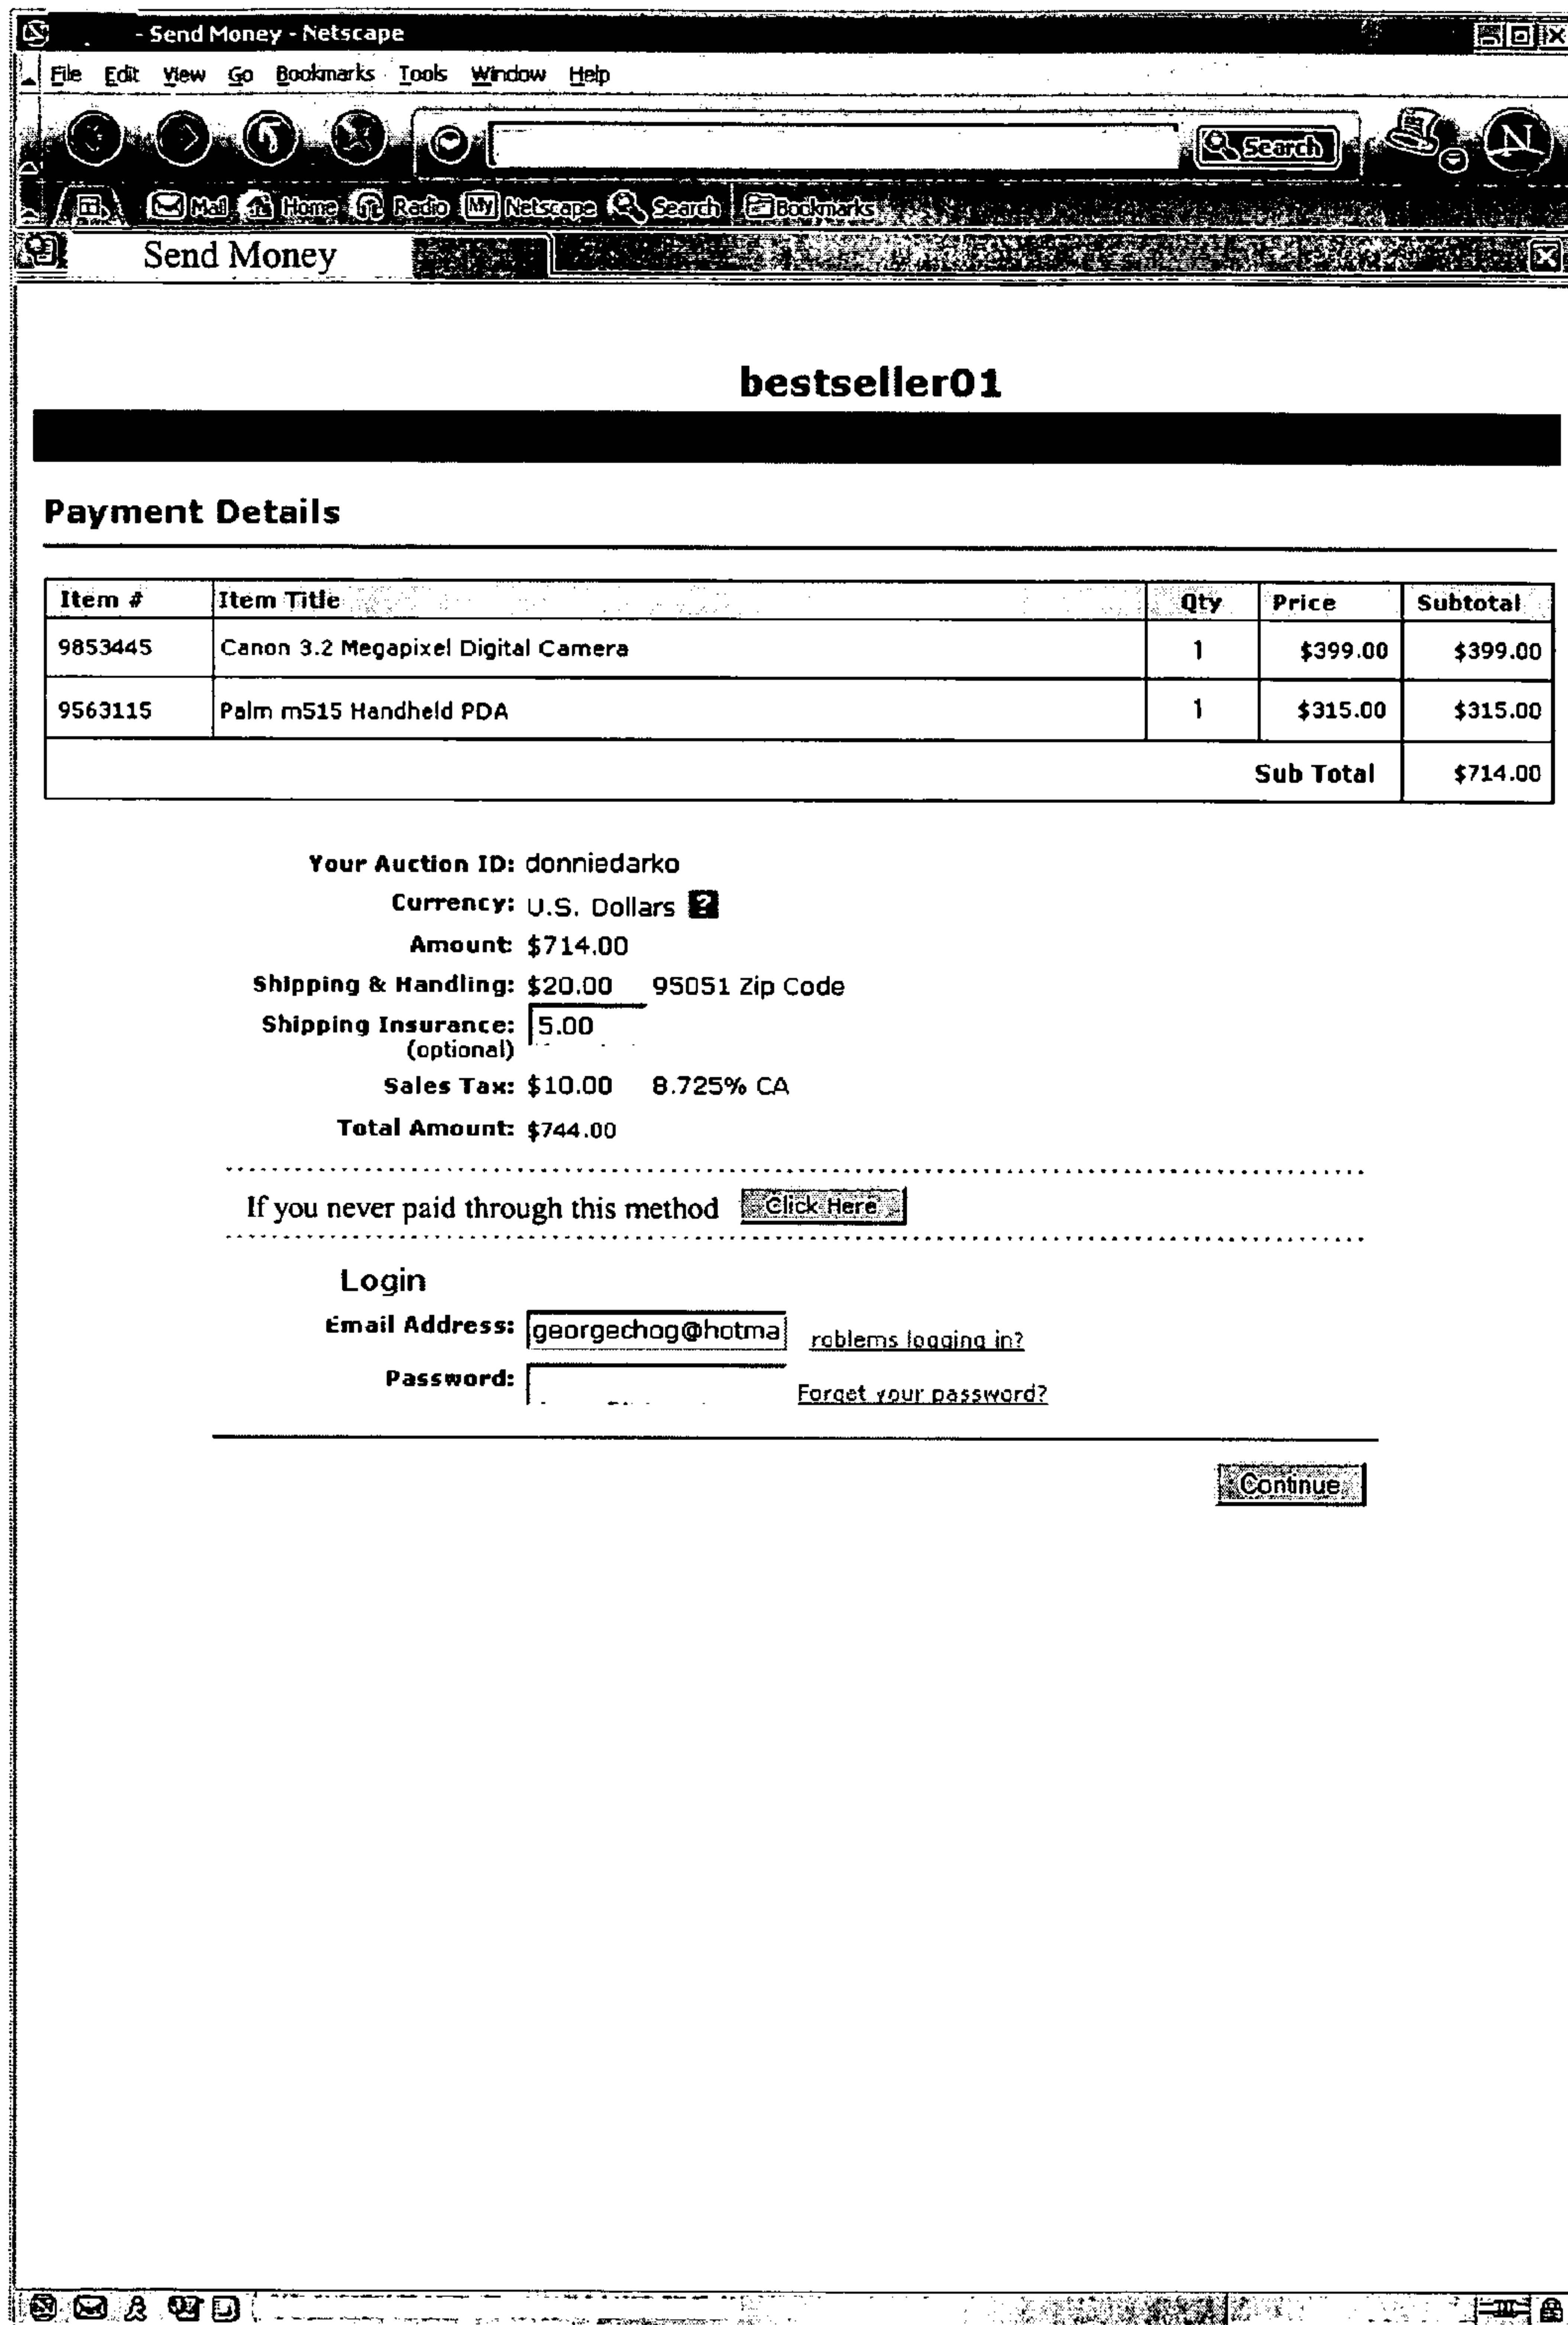 - Send Money - Netscape
File Edit View Go Bookmarks Tools Window Help
Search
Mail Home Radio My Netscape Search Bookmarks
Send Money
bestseller01
Payment Details
Item # Item Title Qty Price Subtotal
9853445 Canon 3.2 Megapixel Digital Camera 1 $399.00 $399.00
9563115 Palm m515 Handheld PDA 1 $315.00 $315.00
Sub Total $714.00
Your Auction ID: donniedarko
Currency: U.S. Dollars ?
Amount: $714.00
Shipping & Handling: $20.00 95051 Zip Code
Shipping Insurance: 5.00
(optional)
Sales Tax: $10.00 8.725% CA
Total Amount: $744.00
If you never paid through this method Click Here
Login
Email Address: georgechog@hotma roblems logging in?
Password: Forget your password?
Continue